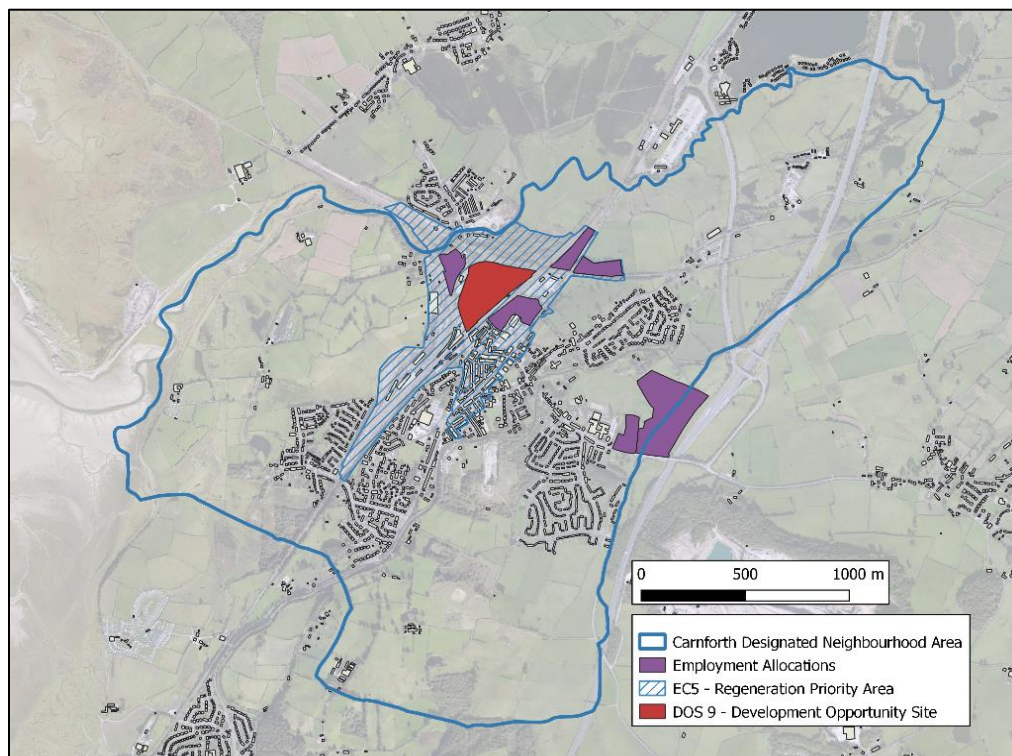 0 500 1000 m
Carnforth Designated Neighbourhood Area
Employment Allocations
EC5 - Regeneration Priority Area
DOS 9 - Development Opportunity Site